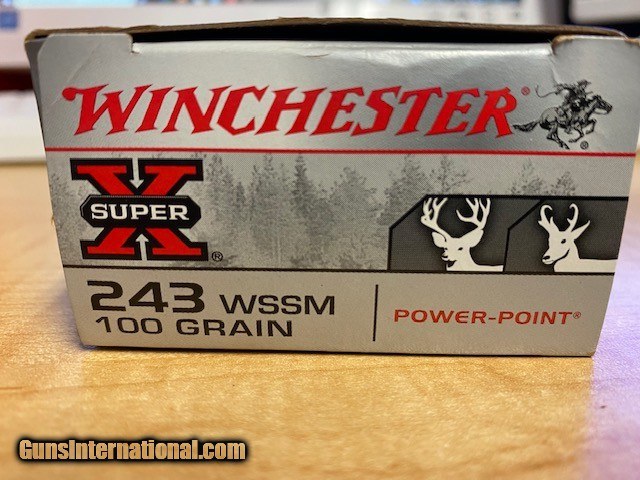 WINCHESTER®
SUPER X®
243 WSSM
100 GRAIN
POWER-POINT®
GunsInternational.com